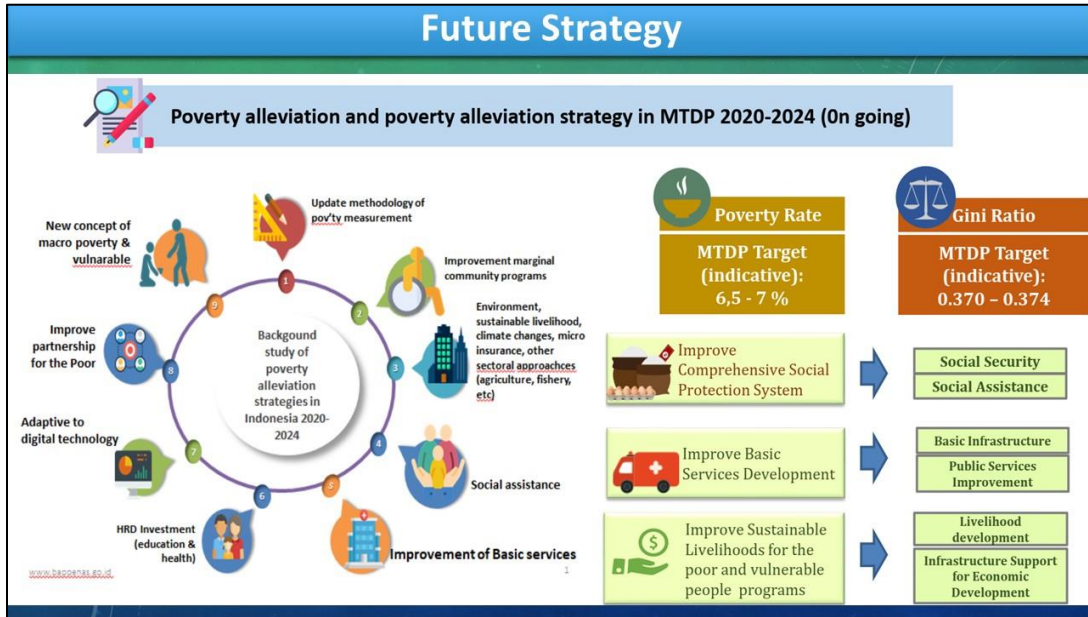 Future Strategy
Poverty alleviation and poverty alleviation strategy in MTDP 2020-2024 (0n going)
Update methodology of
pov'ty measurement
1
Improvement marginal
community programs
2
Environment,
sustainable livelihood,
climate changes, micro
insurance, other
sectoral approachces
(agriculture, fishery,
etc)
3
Social assistance
4
Improvement of Basic services
5
HRD Investment
(education &
health)
6
Adaptive to
digital technology
7
Improve
partnership
for the Poor
8
New concept of
macro poverty &
vulnarable
9
Backgound
study of
poverty
alleviation
strategies in
Indonesia 2020-
2024
www.bappenas.go.id
1
Poverty Rate
MTDP Target
(indicative):
6,5 - 7 %
Gini Ratio
MTDP Target
(indicative):
0.370 – 0.374
Improve
Comprehensive Social
Protection System
Social Security
Social Assistance
Improve Basic
Services Development
Basic Infrastructure
Public Services
Improvement
$
Improve Sustainable
Livelihoods for the
poor and vulnerable
people programs
Livelihood
development
Infrastructure Support
for Economic
Development